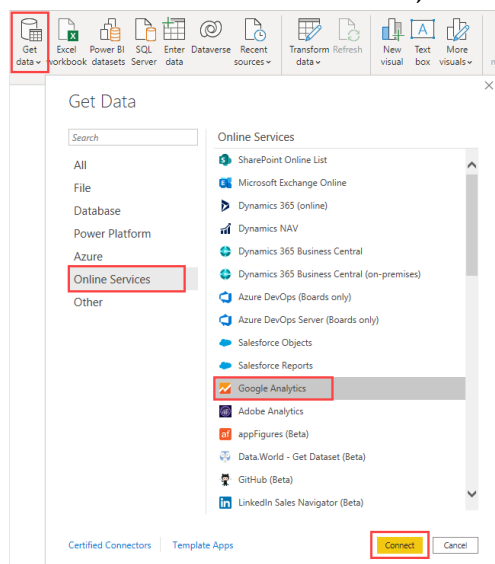 Get data
Excel workbook
Power BI datasets
SQL Server
Enter data
Dataverse
Recent sources
Transform data
Refresh
New visual
Text box
More visuals
Get Data
Search
All
File
Database
Power Platform
Azure
Online Services
Other
Online Services
SharePoint Online List
Microsoft Exchange Online
Dynamics 365 (online)
Dynamics NAV
Dynamics 365 Business Central
Dynamics 365 Business Central (on-premises)
Azure DevOps (Boards only)
Azure DevOps Server (Boards only)
Salesforce Objects
Salesforce Reports
Google Analytics
Adobe Analytics
appFigures (Beta)
Data.World - Get Dataset (Beta)
GitHub (Beta)
LinkedIn Sales Navigator (Beta)
Certified Connectors
Template Apps
Connect
Cancel